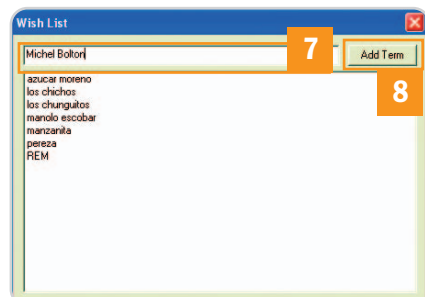 Wish List
Michel Bolton
7
Add Term
8
azucar moreno
los chichos
los chunguitos
manolo escobar
manzanita
pereza
REM